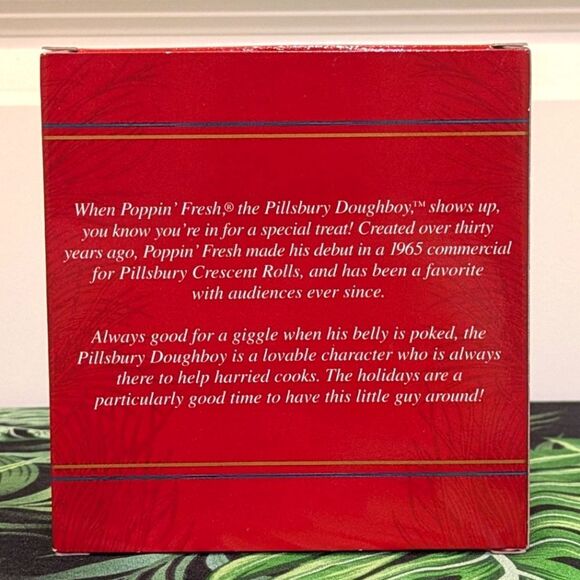 When Poppin' Fresh,® the Pillsbury Doughboy,™ shows up,
you know you're in for a special treat! Created over thirty
years ago, Poppin' Fresh made his debut in a 1965 commercial
for Pillsbury Crescent Rolls, and has been a favorite
with audiences ever since.
Always good for a giggle when his belly is poked, the
Pillsbury Doughboy is a lovable character who is always
there to help harried cooks. The holidays are a
particularly good time to have this little guy around!